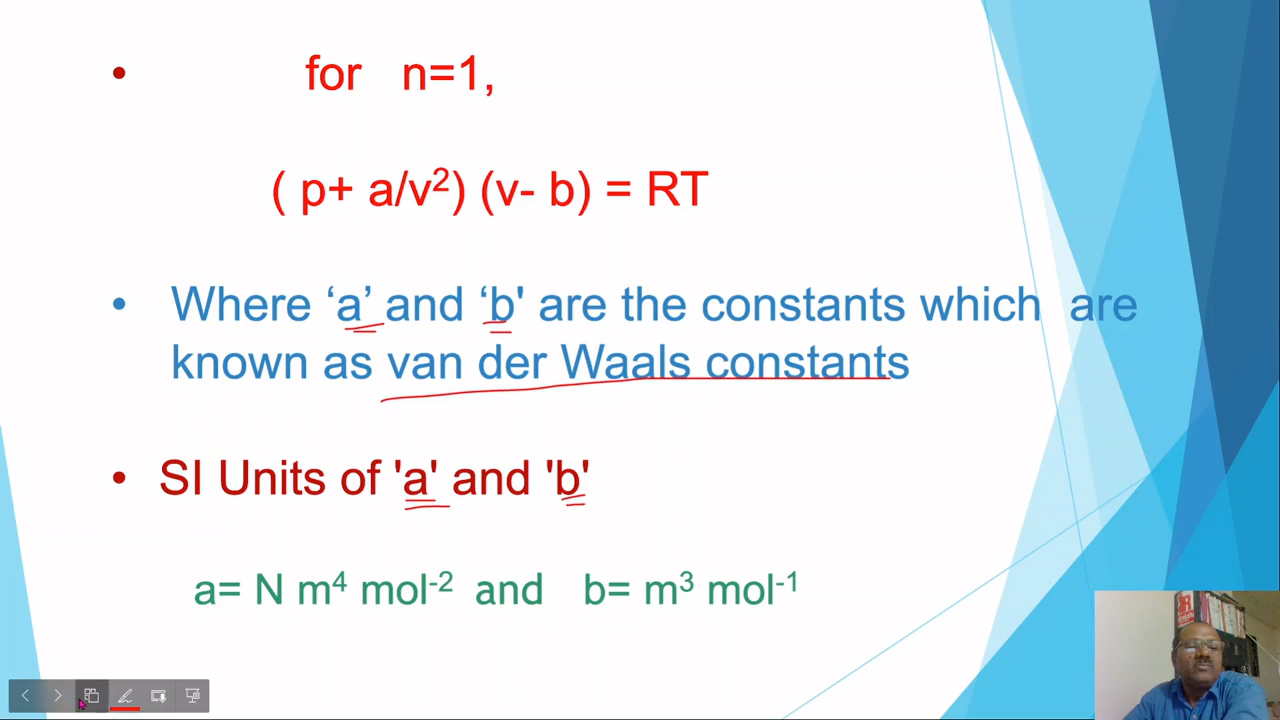 • for n=1,
( p+ a/v²) (v- b) = RT
• Where ‘a’ and ‘b' are the constants which are
known as van der Waals constants
• SI Units of 'a' and 'b'
a= N m⁴ mol⁻² and b= m³ mol⁻¹